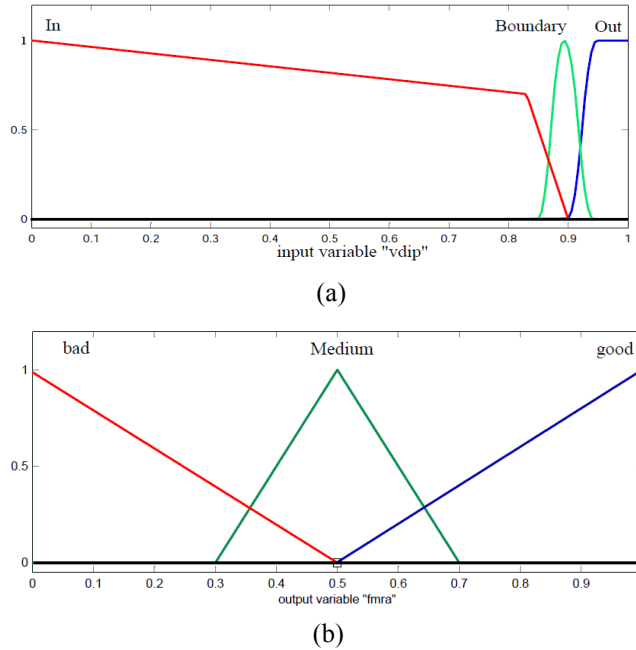 In Boundary Out
1
0.5
0
0 0.1 0.2 0.3 0.4 0.5 0.6 0.7 0.8 0.9 1
input variable "vdip"
(a)
bad Medium good
1
0.5
0
0 0.1 0.2 0.3 0.4 0.5 0.6 0.7 0.8 0.9
output variable "fmra"
(b)